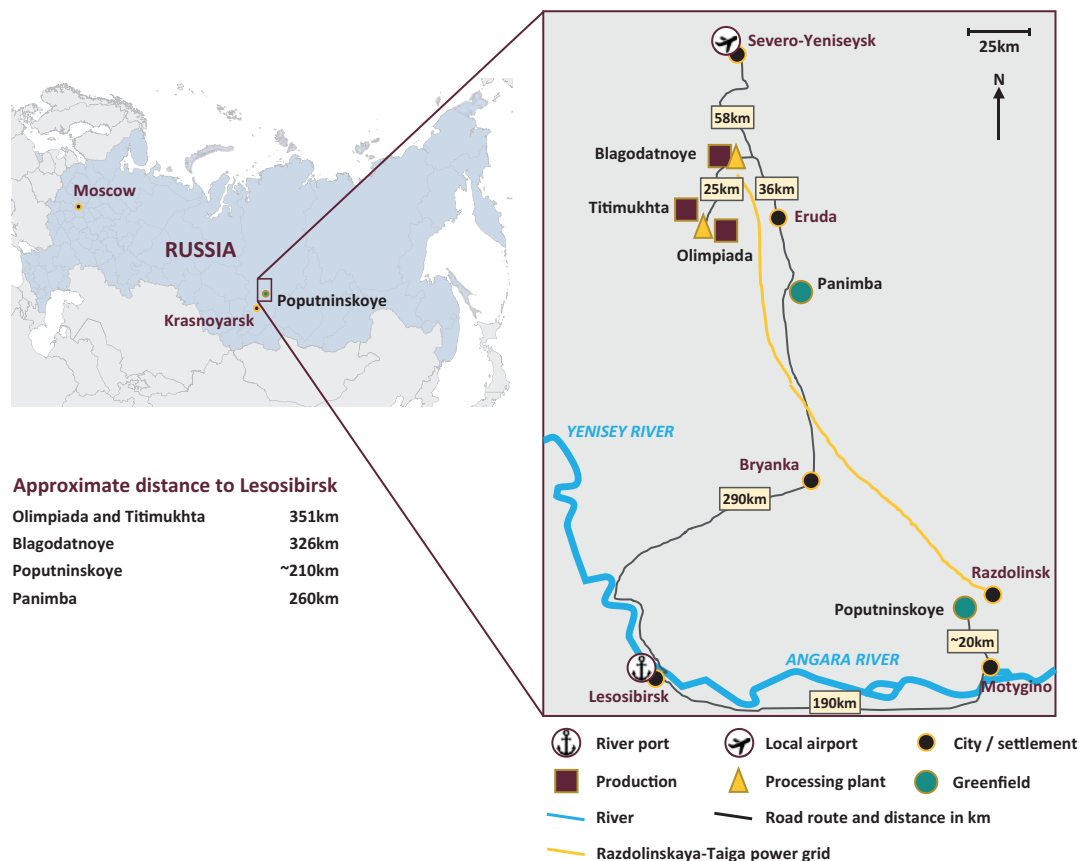 Moscow
RUSSIA
Poputninskoye
Krasnoyarsk
Approximate distance to Lesosibirsk
Olimpiada and Titimukhta 351km
Blagodatnoye 326km
Poputninskoye ~210km
Panimba 260km
Severo-Yeniseysk
25km
N
58km
Blagodatnoye
25km
36km
Titimukhta
Eruda
Olimpiada
Panimba
YENISEY RIVER
Bryanka
290km
Razdolinsk
Poputninskoye
~20km
ANGARA RIVER
Motygino
Lesosibirsk
190km
River port
Local airport
City / settlement
Production
Processing plant
Greenfield
River
Road route and distance in km
Razdolinskaya-Taiga power grid